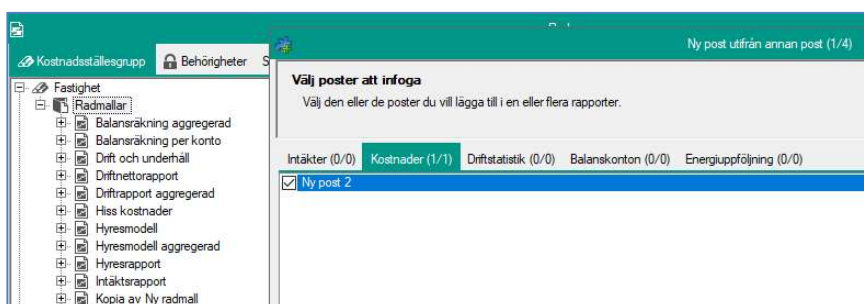 Ny post utifrån annan post (1/4)
Kostnadsställegrupp Behörigheter S
Välj poster att infoga
Välj den eller de poster du vill lägga till i en eller flera rapporter.
Fastighet
Radmallar
Balansräkning aggregerad
Balansräkning per konto
Drift och underhåll
Driftnettorapport
Driftrapport aggregerad
Hiss kostnader
Hyresmodell
Hyresmodell aggregerad
Hyresrapport
Intäktsrapport
Kopia av Ny radmall
Intäkter (0/0) Kostnader (1/1) Driftstatistik (0/0) Balanskonton (0/0) Energiuppföljning (0/0)
Ny post 2